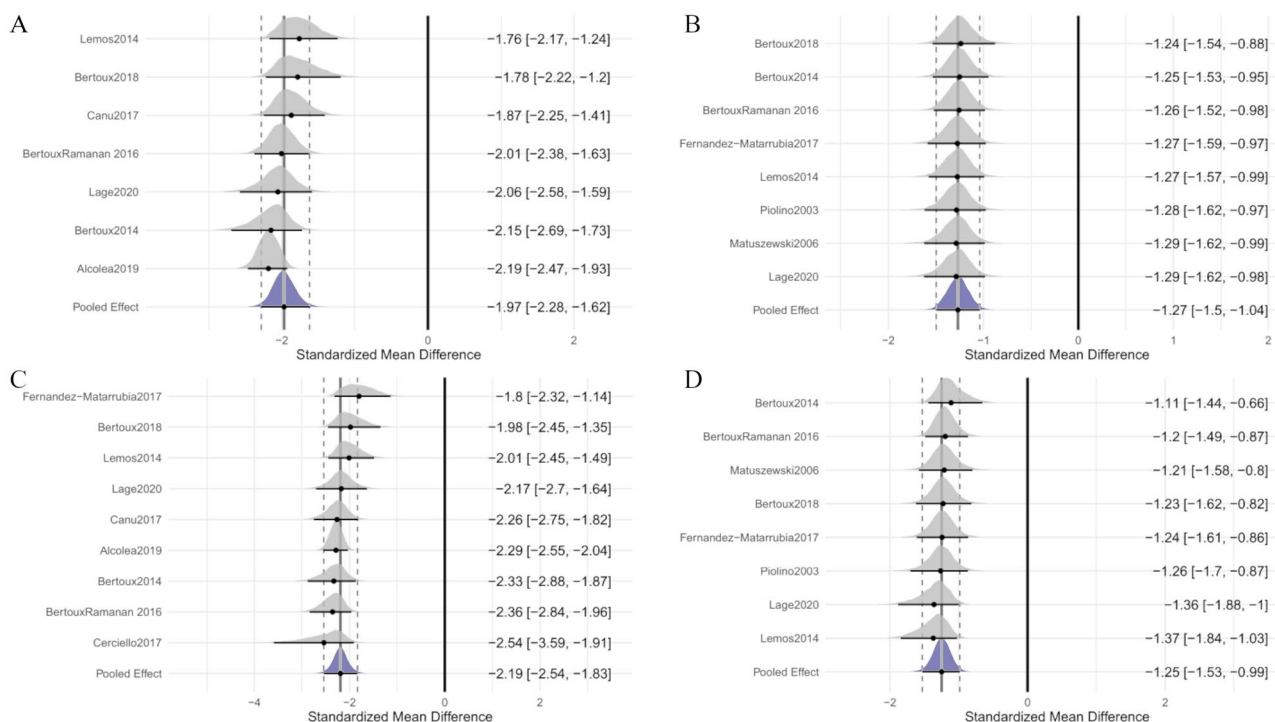 A
Lemos2014 −1.76 [−2.17, −1.24]
Bertoux2018 −1.78 [−2.22, −1.2]
Canu2017 −1.87 [−2.25, −1.41]
BertouxRamanan 2016 −2.01 [−2.38, −1.63]
Lage2020 −2.06 [−2.58, −1.59]
Bertoux2014 −2.15 [−2.69, −1.73]
Alcolea2019 −2.19 [−2.47, −1.93]
Pooled Effect −1.97 [−2.28, −1.62]
−2 0 2
Standardized Mean Difference
B
Bertoux2018 −1.24 [−1.54, −0.88]
Bertoux2014 −1.25 [−1.53, −0.95]
BertouxRamanan 2016 −1.26 [−1.52, −0.98]
Fernandez−Matarrubia2017 −1.27 [−1.59, −0.97]
Lemos2014 −1.27 [−1.57, −0.99]
Piolino2003 −1.28 [−1.62, −0.97]
Matuszewski2006 −1.29 [−1.62, −0.99]
Lage2020 −1.29 [−1.62, −0.98]
Pooled Effect −1.27 [−1.5, −1.04]
−2 −1 0 1 2
Standardized Mean Difference
C
Fernandez−Matarrubia2017 −1.8 [−2.32, −1.14]
Bertoux2018 −1.98 [−2.45, −1.35]
Lemos2014 −2.01 [−2.45, −1.49]
Lage2020 −2.17 [−2.7, −1.64]
Canu2017 −2.26 [−2.75, −1.82]
Alcolea2019 −2.29 [−2.55, −2.04]
Bertoux2014 −2.33 [−2.88, −1.87]
BertouxRamanan 2016 −2.36 [−2.84, −1.96]
Cerciello2017 −2.54 [−3.59, −1.91]
Pooled Effect −2.19 [−2.54, −1.83]
−4 −2 0 2
Standardized Mean Difference
D
Bertoux2014 −1.11 [−1.44, −0.66]
BertouxRamanan 2016 −1.2 [−1.49, −0.87]
Matuszewski2006 −1.21 [−1.58, −0.8]
Bertoux2018 −1.23 [−1.62, −0.82]
Fernandez−Matarrubia2017 −1.24 [−1.61, −0.86]
Piolino2003 −1.26 [−1.7, −0.87]
Lage2020 −1.36 [−1.88, −1]
Lemos2014 −1.37 [−1.84, −1.03]
Pooled Effect −1.25 [−1.53, −0.99]
−2 0 2
Standardized Mean Difference